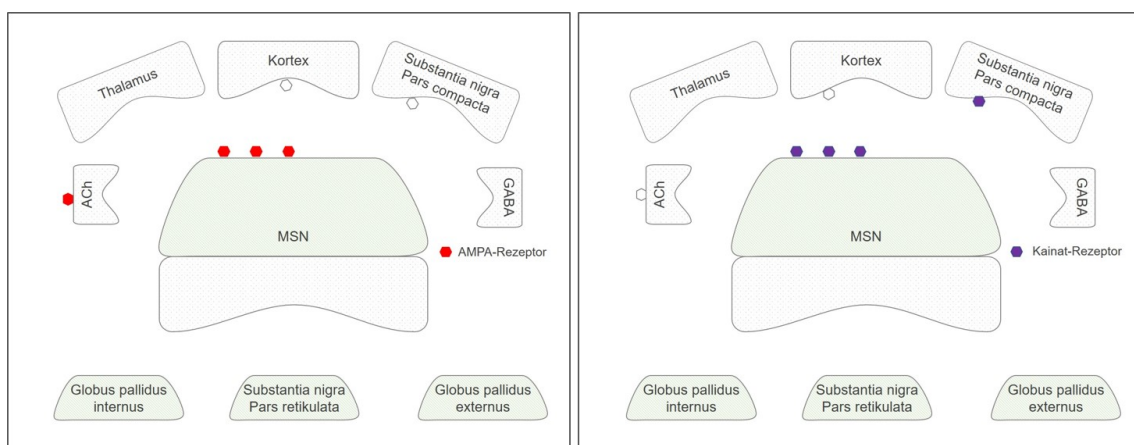 Thalamus
Kortex
Substantia nigra
Pars compacta
ACh
GABA
MSN
AMPA-Rezeptor
Globus pallidus
internus
Substantia nigra
Pars retikulata
Globus pallidus
externus
Thalamus
Kortex
Substantia nigra
Pars compacta
ACh
GABA
MSN
Kainat-Rezeptor
Globus pallidus
internus
Substantia nigra
Pars retikulata
Globus pallidus
externus